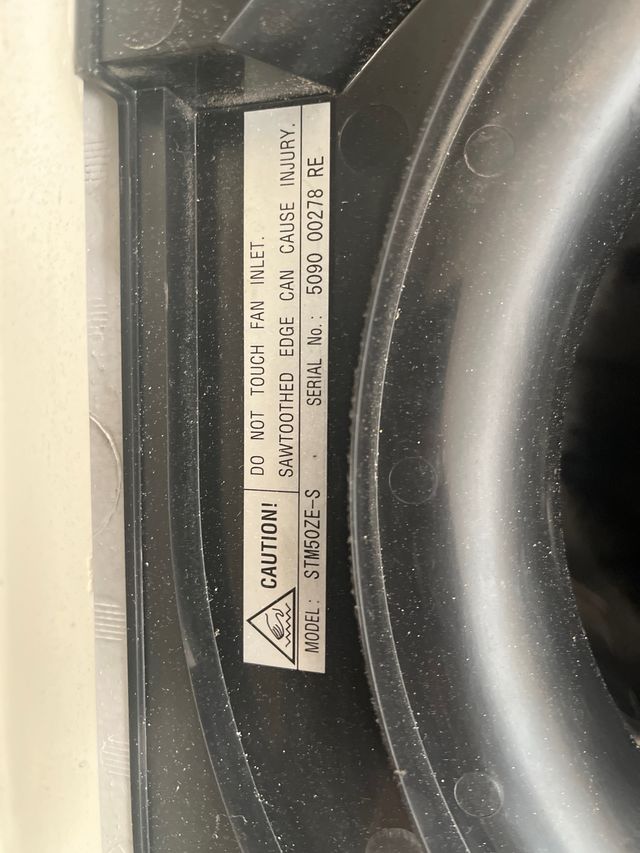 CAUTION!
DO NOT TOUCH FAN INLET.
SAWTOOTHED EDGE CAN CAUSE INJURY.
MODEL: STM50ZE-S SERIAL No.: 5090 00278 RE